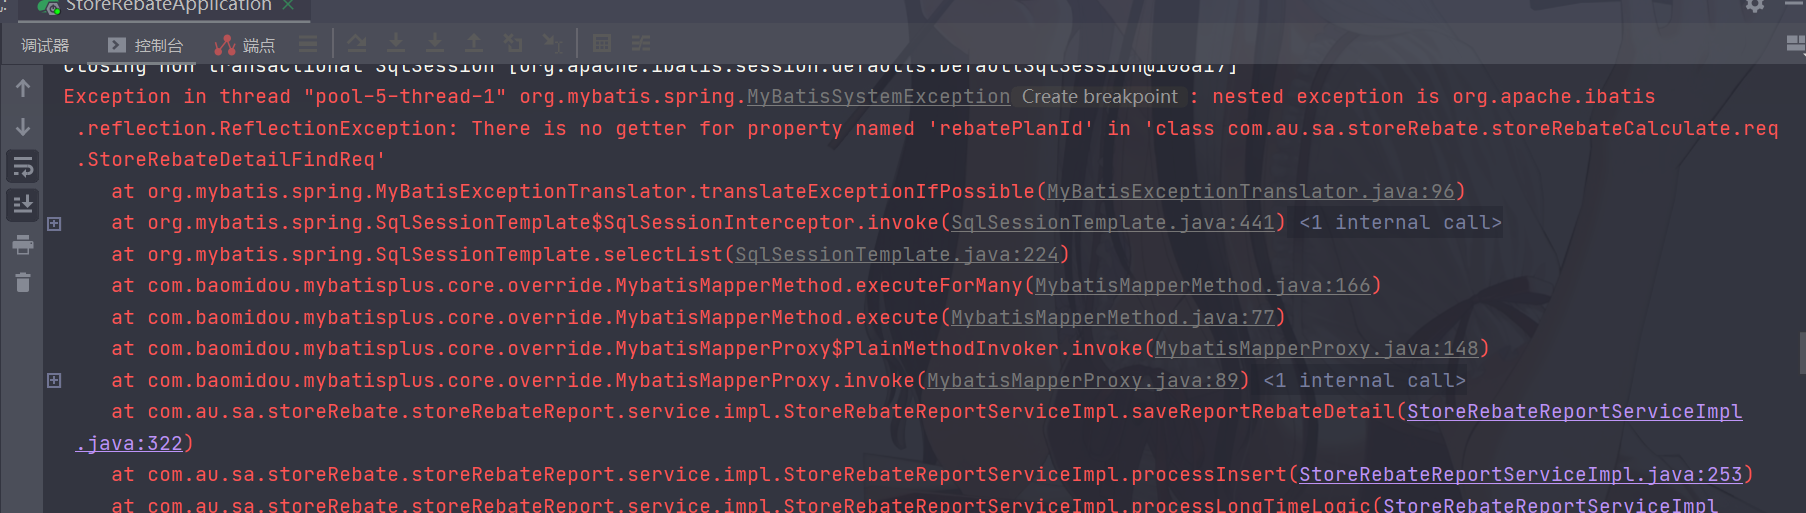 StoreRebateApplication ×
调试器 控制台 端点
closing non transactional SqlSession [org.apache.ibatis.session.defaults.DefaultSqlSession@108a17]
Exception in thread "pool-5-thread-1" org.mybatis.spring.MyBatisSystemException Create breakpoint : nested exception is org.apache.ibatis
.reflection.ReflectionException: There is no getter for property named 'rebatePlanId' in 'class com.au.sa.storeRebate.storeRebateCalculate.req
.StoreRebateDetailFindReq'
at org.mybatis.spring.MyBatisExceptionTranslator.translateExceptionIfPossible(MyBatisExceptionTranslator.java:96)
at org.mybatis.spring.SqlSessionTemplate$SqlSessionInterceptor.invoke(SqlSessionTemplate.java:441) <1 internal call>
at org.mybatis.spring.SqlSessionTemplate.selectList(SqlSessionTemplate.java:224)
at com.baomidou.mybatisplus.core.override.MybatisMapperMethod.executeForMany(MybatisMapperMethod.java:166)
at com.baomidou.mybatisplus.core.override.MybatisMapperMethod.execute(MybatisMapperMethod.java:77)
at com.baomidou.mybatisplus.core.override.MybatisMapperProxy$PlainMethodInvoker.invoke(MybatisMapperProxy.java:148)
at com.baomidou.mybatisplus.core.override.MybatisMapperProxy.invoke(MybatisMapperProxy.java:89) <1 internal call>
at com.au.sa.storeRebate.storeRebateReport.service.impl.StoreRebateReportServiceImpl.saveReportRebateDetail(StoreRebateReportServiceImpl
.java:322)
at com.au.sa.storeRebate.storeRebateReport.service.impl.StoreRebateReportServiceImpl.processInsert(StoreRebateReportServiceImpl.java:253)
at com.au.sa.storeRebate.storeRebateReport.service.impl.StoreRebateReportServiceImpl.processLongTimeLogic(StoreRebateReportServiceImpl